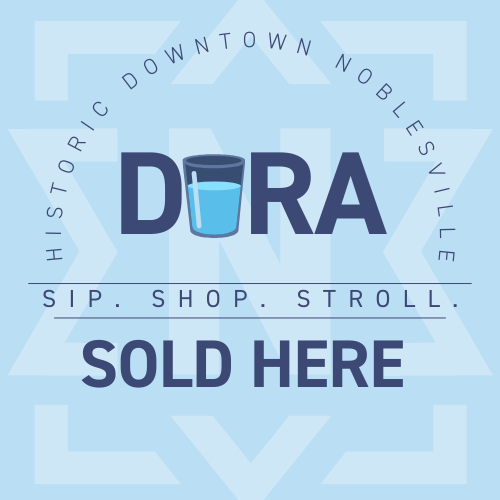 HISTORIC DOWNTOWN NOBLESVILLE
DORA
SIP. SHOP. STROLL.
SOLD HERE